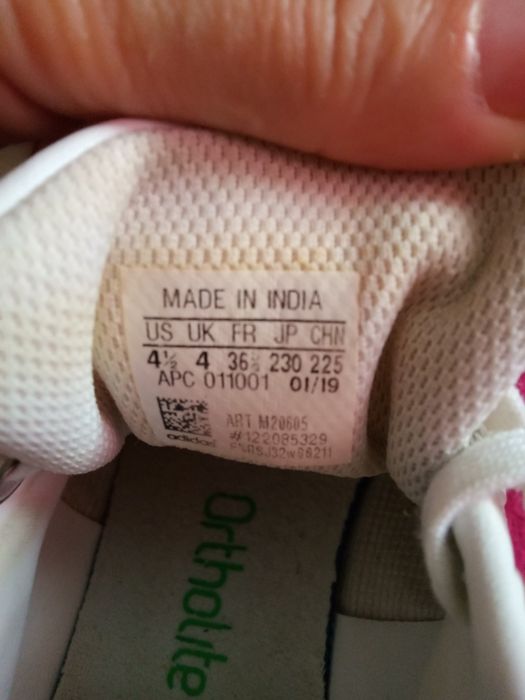 MADE IN INDIA
US UK FR JP CHN
4½ 4 36⅔ 230 225
APC 011001 01/19
ART M20605
#122085329
adidas
Ortholite